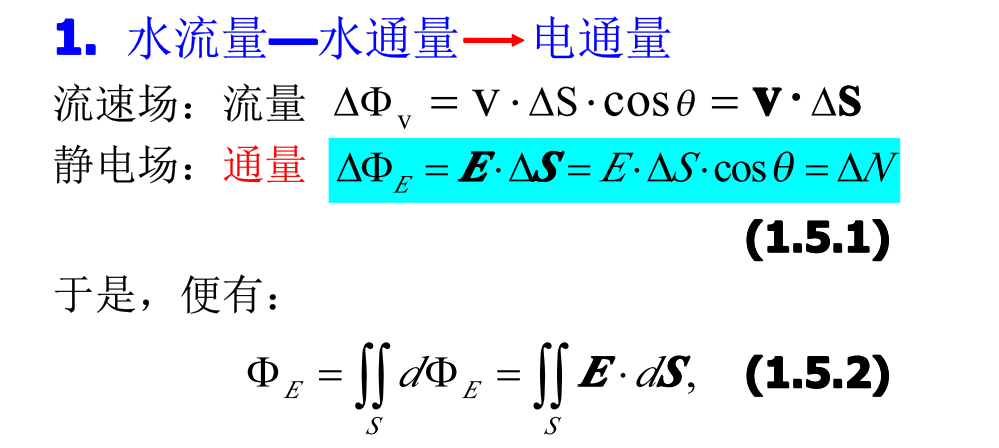 1. 水流量—水通量→电通量
流速场：流量 ΔΦ_v = v·ΔS·cosθ = v·ΔS
静电场：通量 ΔΦ_E = E·ΔS = E·ΔS·cosθ = ΔN
(1.5.1)
于是，便有：
Φ_E = ∬_S dΦ_E = ∬_S E·dS, (1.5.2)